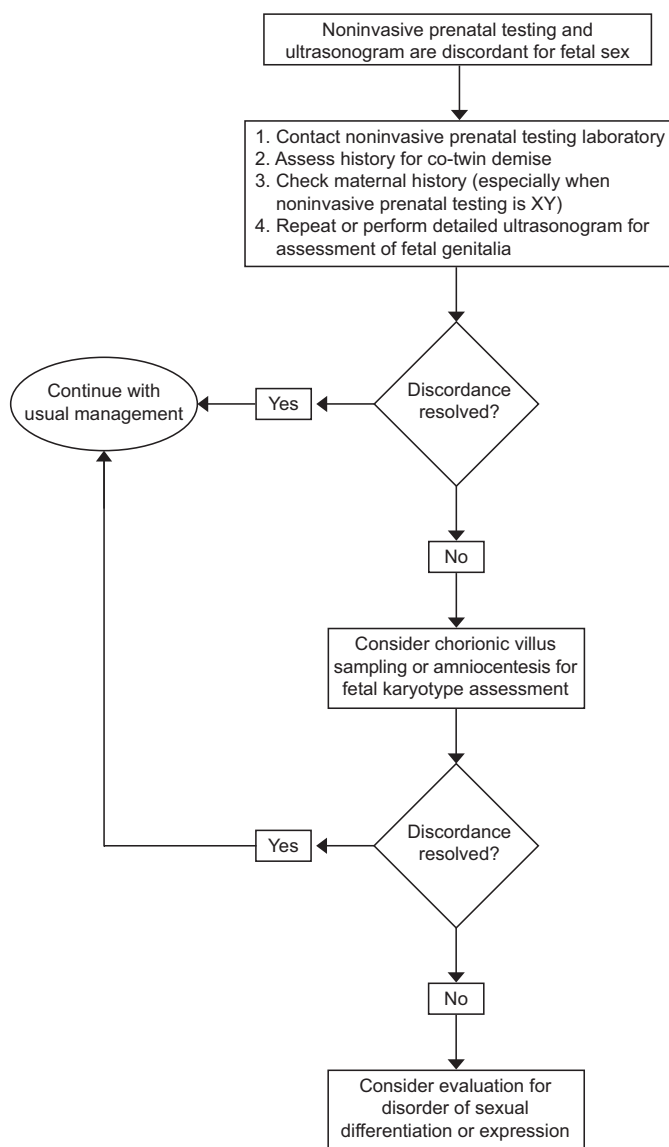 Noninvasive prenatal testing and
ultrasonogram are discordant for fetal sex
1. Contact noninvasive prenatal testing laboratory
2. Assess history for co-twin demise
3. Check maternal history (especially when
noninvasive prenatal testing is XY)
4. Repeat or perform detailed ultrasonogram for
assessment of fetal genitalia
Discordance
resolved?
Yes
Continue with
usual management
No
Consider chorionic villus
sampling or amniocentesis for
fetal karyotype assessment
Discordance
resolved?
Yes
No
Consider evaluation for
disorder of sexual
differentiation or expression